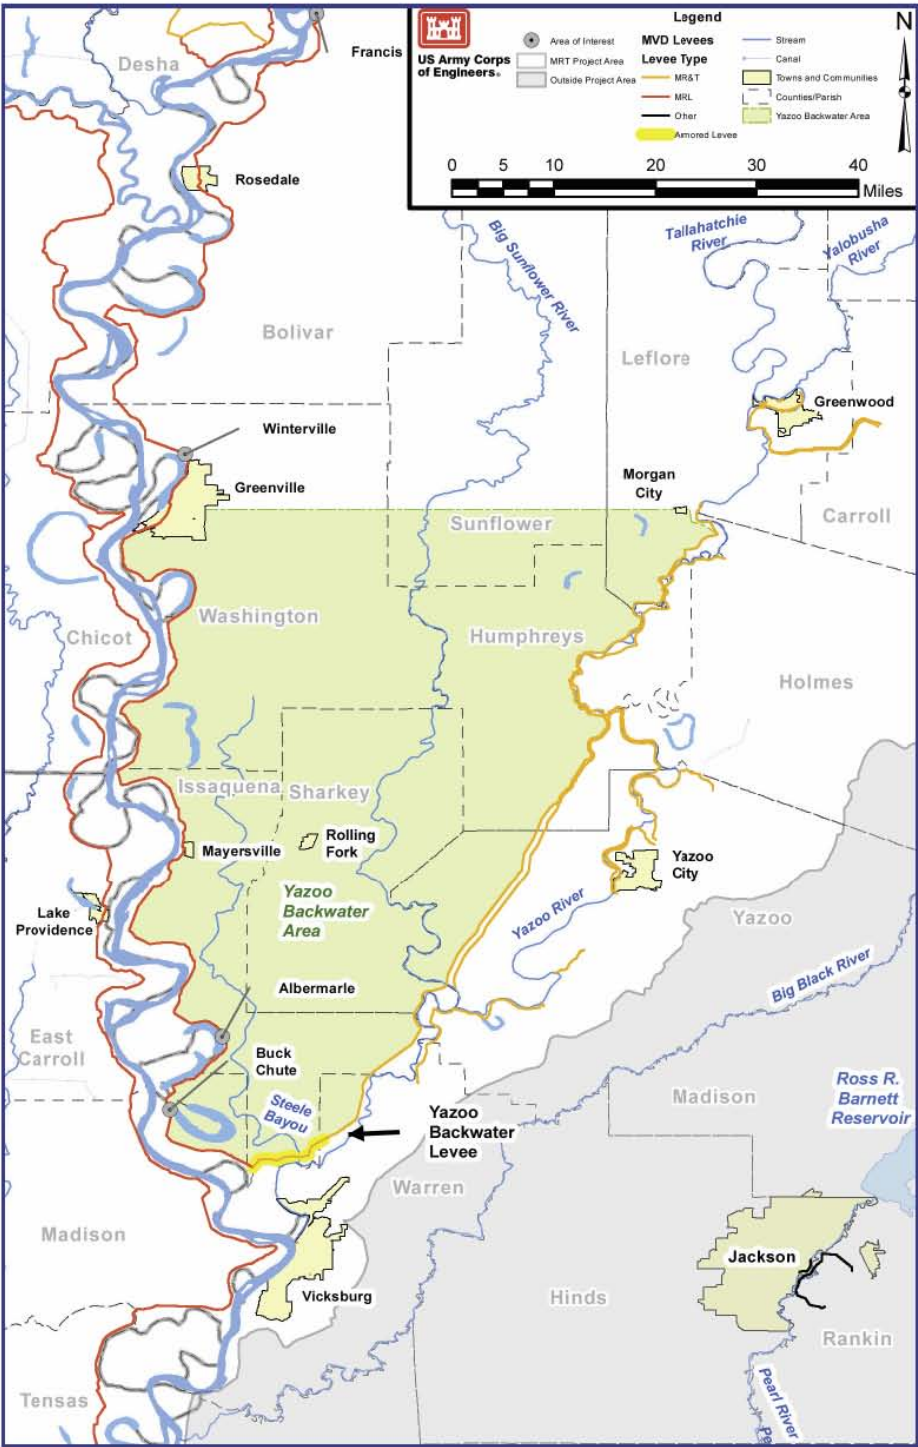 Legend
N
US Army Corps
of Engineers®
Area of Interest
MRT Project Area
Outside Project Area
MVD Levees
Levee Type
MR&T
MRL
Other
Armored Levee
Stream
Canal
Towns and Communities
Counties/Parish
Yazoo Backwater Area
0 5 10 20 30 40
Miles
Francis
Desha
Rosedale
Big Sunflower River
Tallahatchie
River
Yalobusha
River
Bolivar
Leflore
Greenwood
Winterville
Greenville
Morgan
City
Sunflower
Carroll
Washington
Chicot
Humphreys
Holmes
Issaquena
Sharkey
Rolling
Fork
Mayersville
Yazoo
City
Yazoo
Backwater
Area
Lake
Providence
Yazoo River
Yazoo
Big Black River
Albermarle
East
Carroll
Buck
Chute
Steele
Bayou
Yazoo
Backwater
Levee
Madison
Ross R.
Barnett
Reservoir
Warren
Madison
Jackson
Vicksburg
Hinds
Rankin
Tensas
Pearl River
Pe